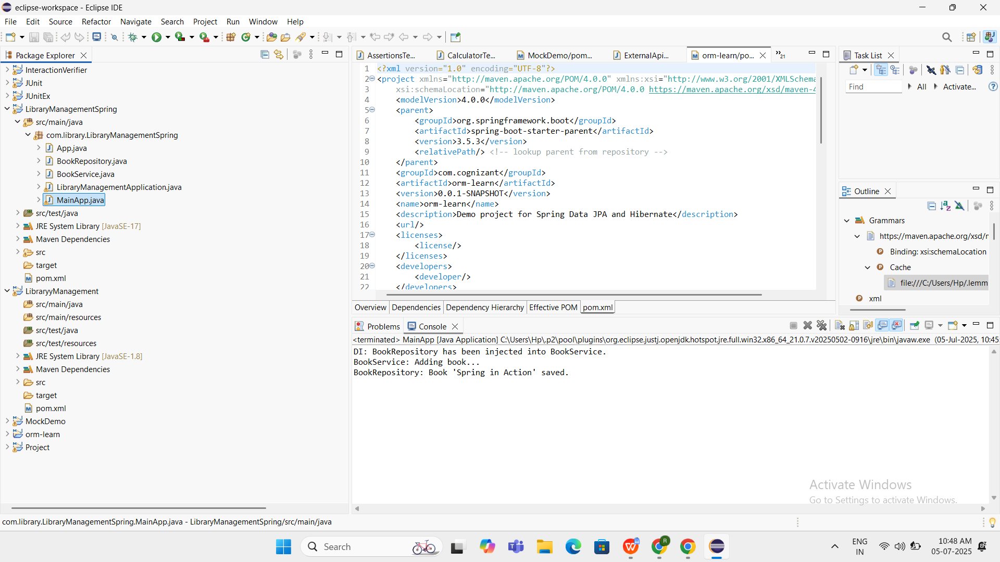 eclipse-workspace - Eclipse IDE
File Edit Source Refactor Navigate Search Project Run Window Help
Package Explorer
InteractionVerifier
JUnit
JUnitEx
LibraryManagementSpring
src/main/java
com.library.LibraryManagementSpring
App.java
BookRepository.java
BookService.java
LibraryManagementApplication.java
MainApp.java
src/test/java
JRE System Library [JavaSE-17]
Maven Dependencies
src
target
pom.xml
LibraryyManagement
src/main/java
src/main/resources
src/test/java
src/test/resources
JRE System Library [JavaSE-1.8]
Maven Dependencies
src
target
pom.xml
MockDemo
orm-learn
Project
AssertionsTe... CalculatorTe... MockDemo/pom... ExternalApi... orm-learn/po... »21
1 <?xml version="1.0" encoding="UTF-8"?>
2 <project xmlns="http://maven.apache.org/POM/4.0.0" xmlns:xsi="http://www.w3.org/2001/XMLSchema
3 xsi:schemaLocation="http://maven.apache.org/POM/4.0.0 https://maven.apache.org/xsd/maven-4
4 <modelVersion>4.0.0</modelVersion>
5 <parent>
6 <groupId>org.springframework.boot</groupId>
7 <artifactId>spring-boot-starter-parent</artifactId>
8 <version>3.5.3</version>
9 <relativePath/> <!-- lookup parent from repository -->
10 </parent>
11 <groupId>com.cognizant</groupId>
12 <artifactId>orm-learn</artifactId>
13 <version>0.0.1-SNAPSHOT</version>
14 <name>orm-learn</name>
15 <description>Demo project for Spring Data JPA and Hibernate</description>
16 <url/>
17 <licenses>
18 <license/>
19 </licenses>
20 <developers>
21 <developer/>
22 </developers>
Overview Dependencies Dependency Hierarchy Effective POM pom.xml
Task List
Find All Activate...
Outline
Grammars
https://maven.apache.org/xsd/r
Binding: xsi:schemaLocation
Cache
file:///C:/Users/Hp/.lemm
xml
Problems Console
<terminated> MainApp [Java Application] C:\Users\Hp\.p2\pool\plugins\org.eclipse.justj.openjdk.hotspot.jre.full.win32.x86_64_21.0.7.v20250502-0916\jre\bin\javaw.exe (05-Jul-2025, 10:45
DI: BookRepository has been injected into BookService.
BookService: Adding book...
BookRepository: Book 'Spring in Action' saved.
Activate Windows
Go to Settings to activate Windows.
com.library.LibraryManagementSpring.MainApp.java - LibraryManagementSpring/src/main/java
Search
ENG
IN
10:48 AM
05-07-2025